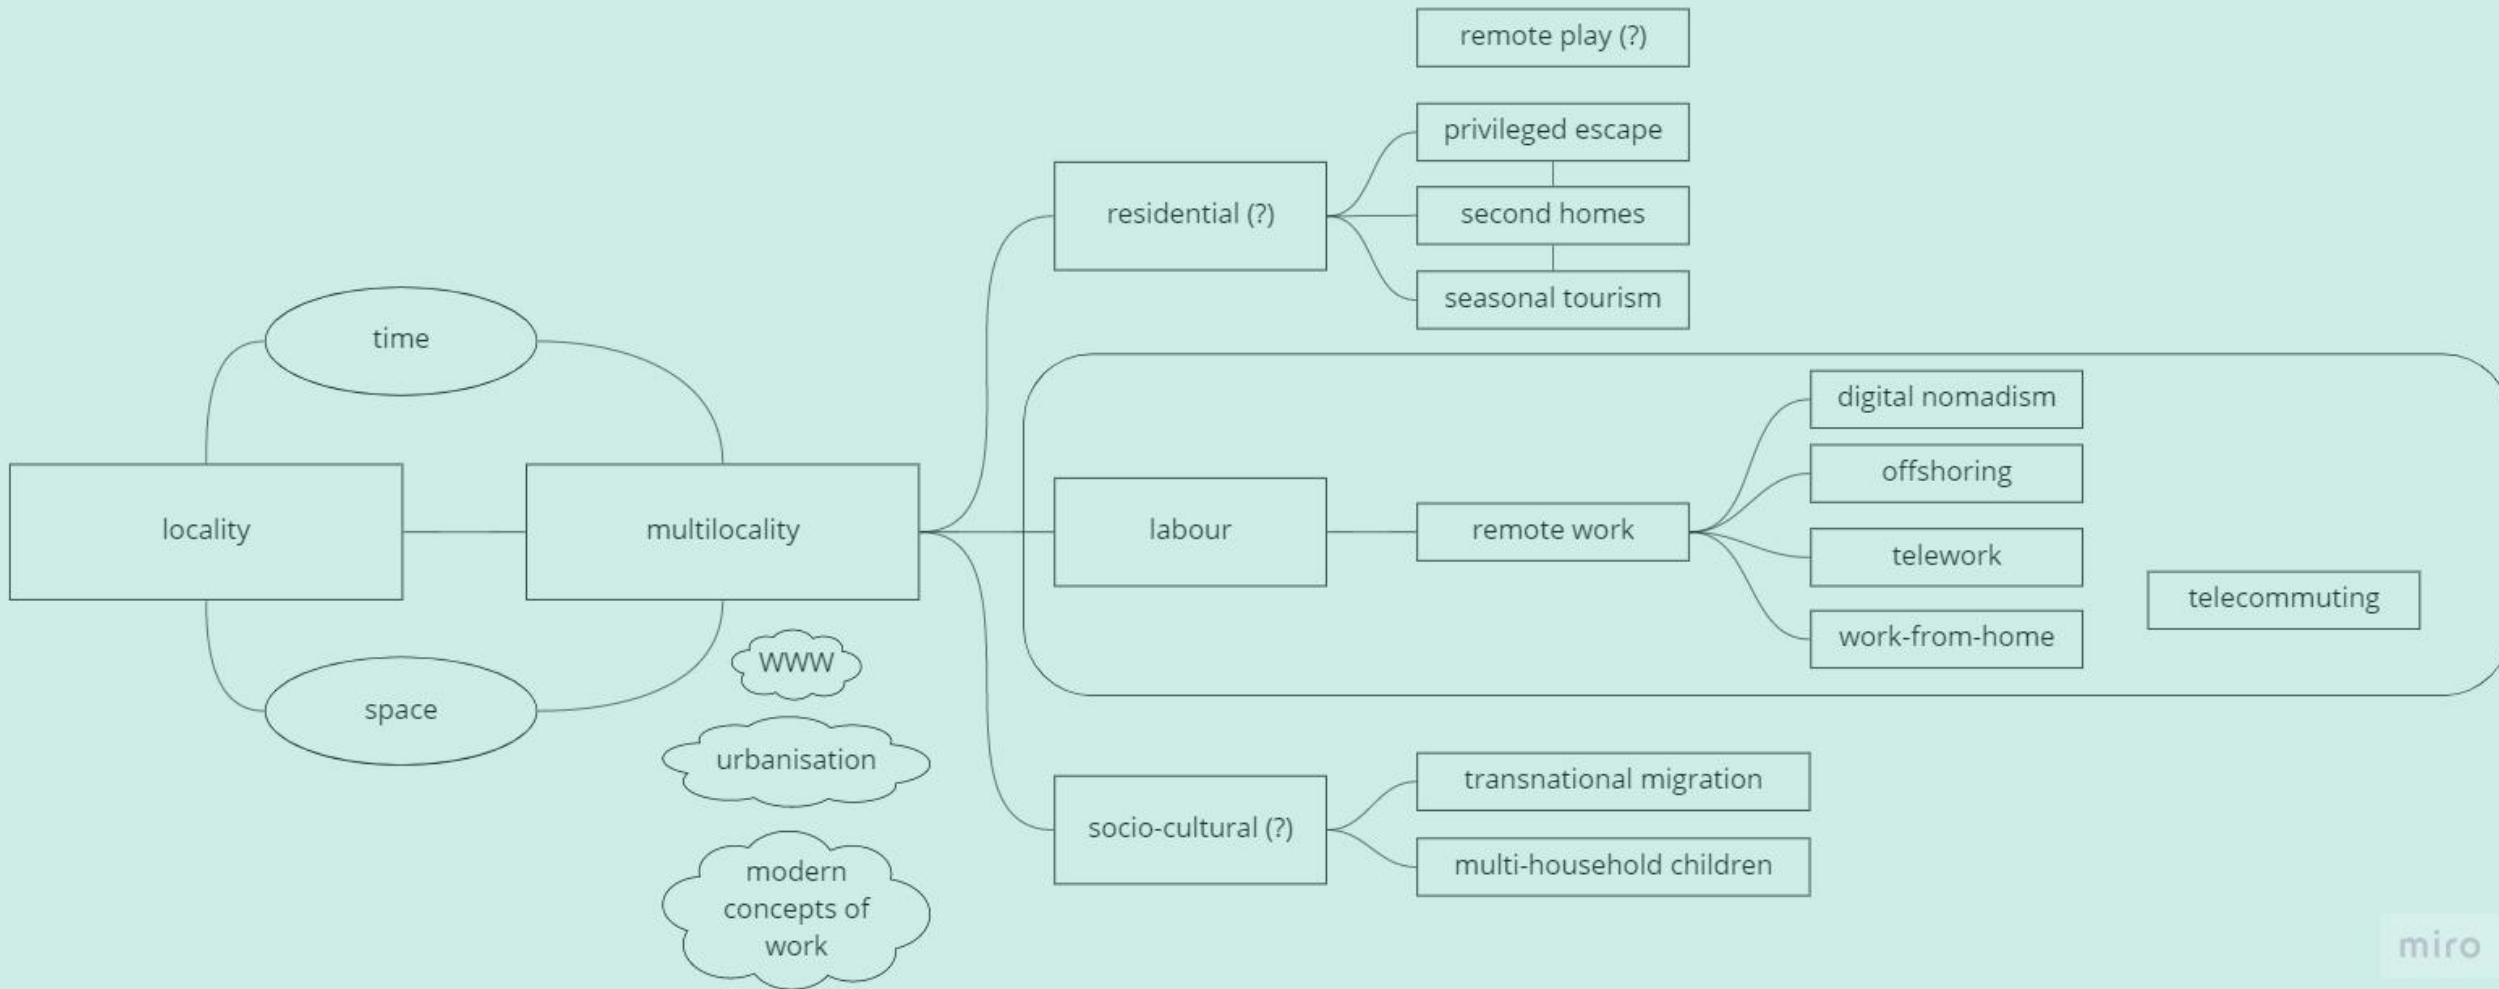 remote play (?)
privileged escape
residential (?)
second homes
seasonal tourism
time
digital nomadism
offshoring
locality
multilocality
labour
remote work
telework
telecommuting
work-from-home
WWW
space
urbanisation
transnational migration
socio-cultural (?)
multi-household children
modern
concepts of
work
miro